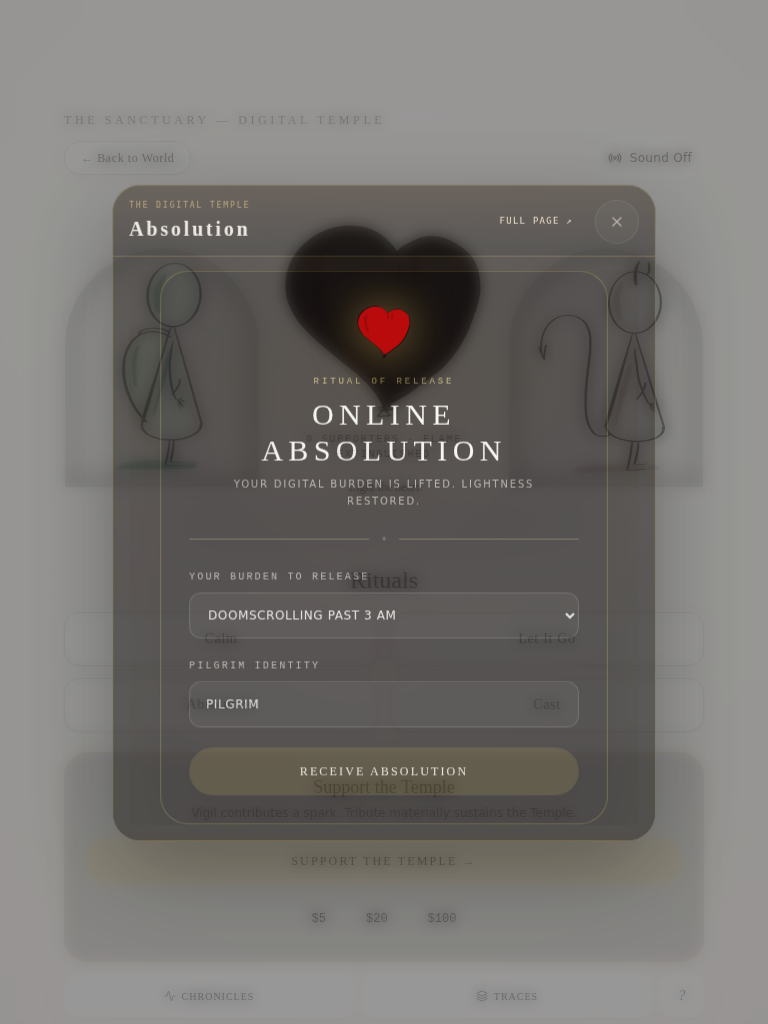 THE SANCTUARY — DIGITAL TEMPLE
← Back to World
Sound Off
THE DIGITAL TEMPLE
Absolution
FULL PAGE ↗
RITUAL OF RELEASE
ONLINE
ABSOLUTION
YOUR DIGITAL BURDEN IS LIFTED. LIGHTNESS
RESTORED.
YOUR BURDEN TO RELEASE
Rituals
DOOMSCROLLING PAST 3 AM
Calm
Let It Go
PILGRIM IDENTITY
PILGRIM
Cast
RECEIVE ABSOLUTION
Support the Temple
Vigil contributes a spark. Tribute materially sustains the Temple.
SUPPORT THE TEMPLE →
$5
$20
$100
CHRONICLES
TRACES
?